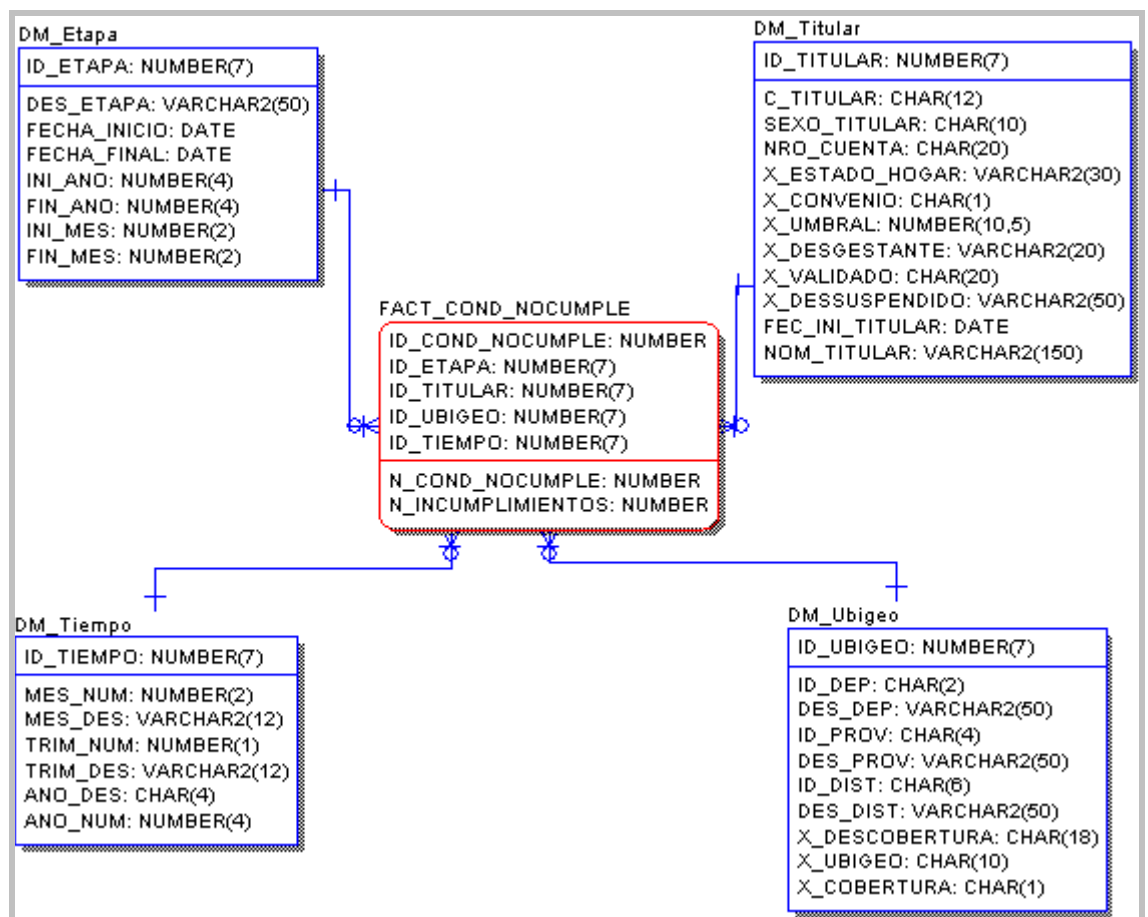 DM_Etapa
ID_ETAPA: NUMBER(7)
DES_ETAPA: VARCHAR2(50)
FECHA_INICIO: DATE
FECHA_FINAL: DATE
INI_ANO: NUMBER(4)
FIN_ANO: NUMBER(4)
INI_MES: NUMBER(2)
FIN_MES: NUMBER(2)
DM_Titular
ID_TITULAR: NUMBER(7)
C_TITULAR: CHAR(12)
SEXO_TITULAR: CHAR(10)
NRO_CUENTA: CHAR(20)
X_ESTADO_HOGAR: VARCHAR2(30)
X_CONVENIO: CHAR(1)
X_UMBRAL: NUMBER(10,5)
X_DESGESTANTE: VARCHAR2(20)
X_VALIDADO: CHAR(20)
X_DESSUSPENDIDO: VARCHAR2(50)
FEC_INI_TITULAR: DATE
NOM_TITULAR: VARCHAR2(150)
FACT_COND_NOCUMPLE
ID_COND_NOCUMPLE: NUMBER
ID_ETAPA: NUMBER(7)
ID_TITULAR: NUMBER(7)
ID_UBIGEO: NUMBER(7)
ID_TIEMPO: NUMBER(7)
N_COND_NOCUMPLE: NUMBER
N_INCUMPLIMIENTOS: NUMBER
DM_Tiempo
ID_TIEMPO: NUMBER(7)
MES_NUM: NUMBER(2)
MES_DES: VARCHAR2(12)
TRIM_NUM: NUMBER(1)
TRIM_DES: VARCHAR2(12)
ANO_DES: CHAR(4)
ANO_NUM: NUMBER(4)
DM_Ubigeo
ID_UBIGEO: NUMBER(7)
ID_DEP: CHAR(2)
DES_DEP: VARCHAR2(50)
ID_PROV: CHAR(4)
DES_PROV: VARCHAR2(50)
ID_DIST: CHAR(6)
DES_DIST: VARCHAR2(50)
X_DESCOBERTURA: CHAR(18)
X_UBIGEO: CHAR(10)
X_COBERTURA: CHAR(1)